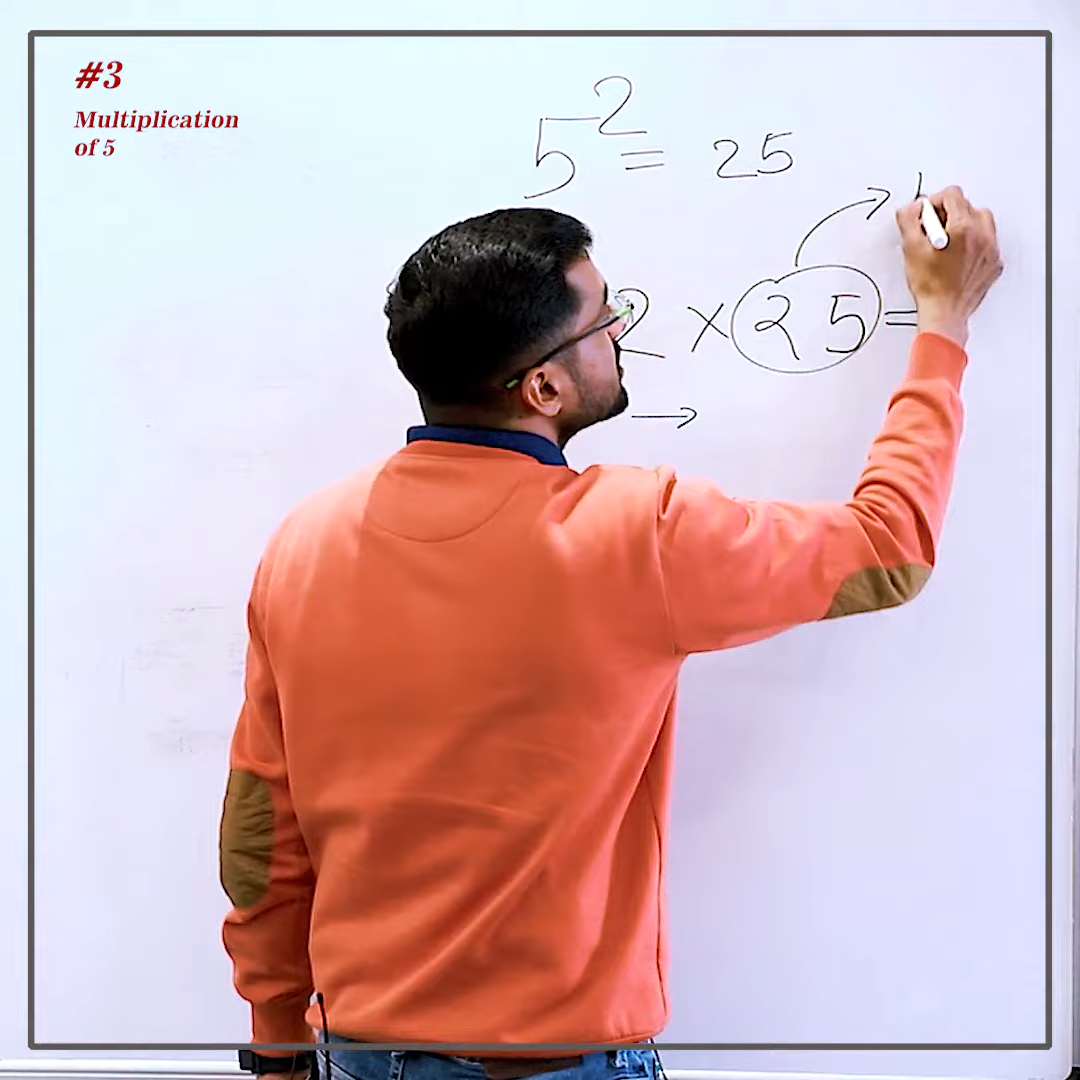 #3
Multiplication
of 5
5² = 25
2 × 25 =